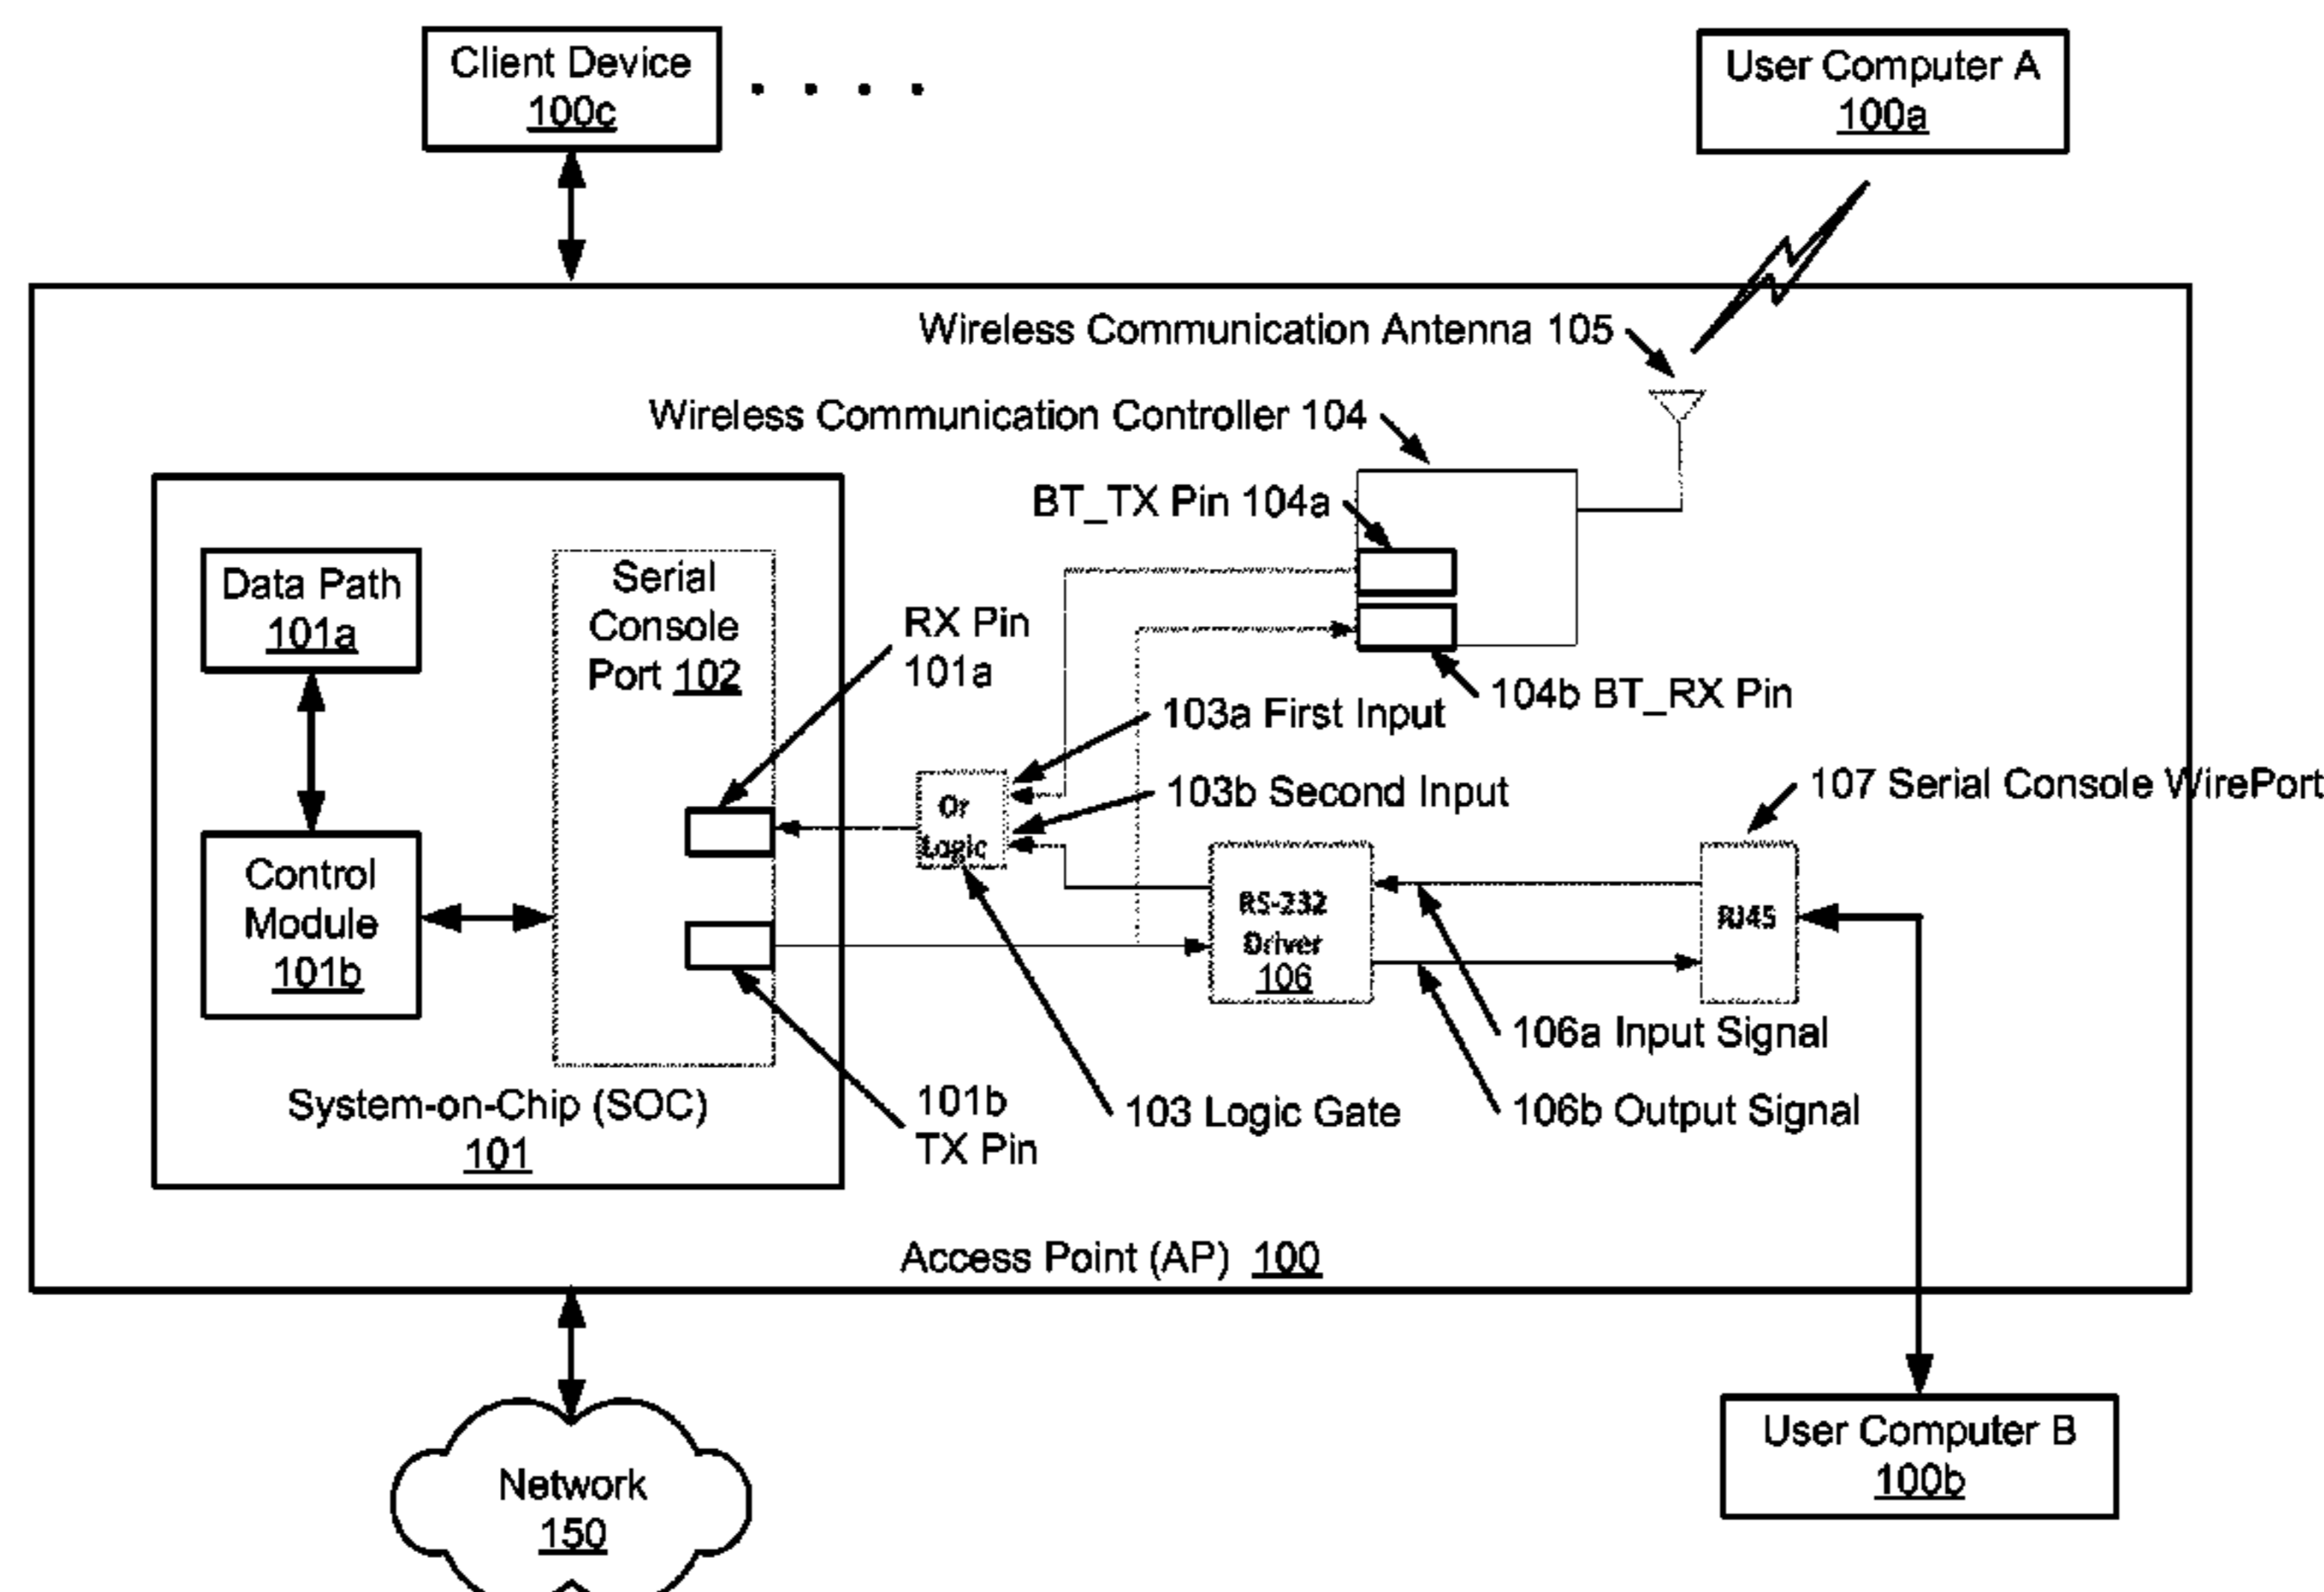 Client Device
100c
User Computer A
100a
Wireless Communication Antenna 105
Wireless Communication Controller 104
BT_TX Pin 104a
Data Path
101a
Serial
Console
Port 102
RX Pin
101a
104b BT_RX Pin
103a First Input
103b Second Input
107 Serial Console WirePort
Or
Logic
Control
Module
101b
RS-232
Driver
106
RJ45
106a Input Signal
106b Output Signal
101b
TX Pin
103 Logic Gate
System-on-Chip (SOC)
101
Access Point (AP) 100
User Computer B
100b
Network
150